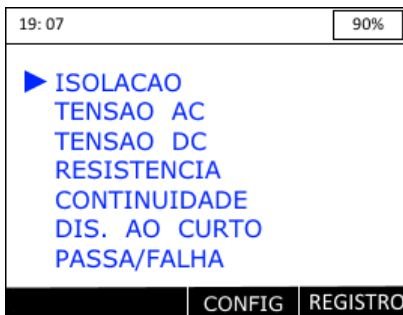 19: 07 90%
ISOLACAO
TENSAO AC
TENSAO DC
RESISTENCIA
CONTINUIDADE
DIS. AO CURTO
PASSA/FALHA
CONFIG REGISTRO